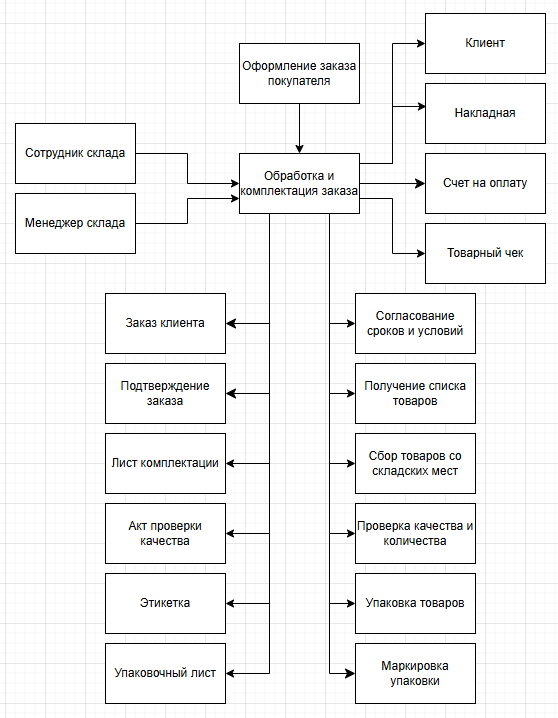 Клиент
Оформление заказа
покупателя
Накладная
Сотрудник склада
Обработка и
комплектация заказа
Счет на оплату
Менеджер склада
Товарный чек
Заказ клиента
Согласование
сроков и условий
Подтверждение
заказа
Получение списка
товаров
Лист комплектации
Сбор товаров со
складских мест
Акт проверки
качества
Проверка качества и
количества
Этикетка
Упаковка товаров
Упаковочный лист
Маркировка
упаковки